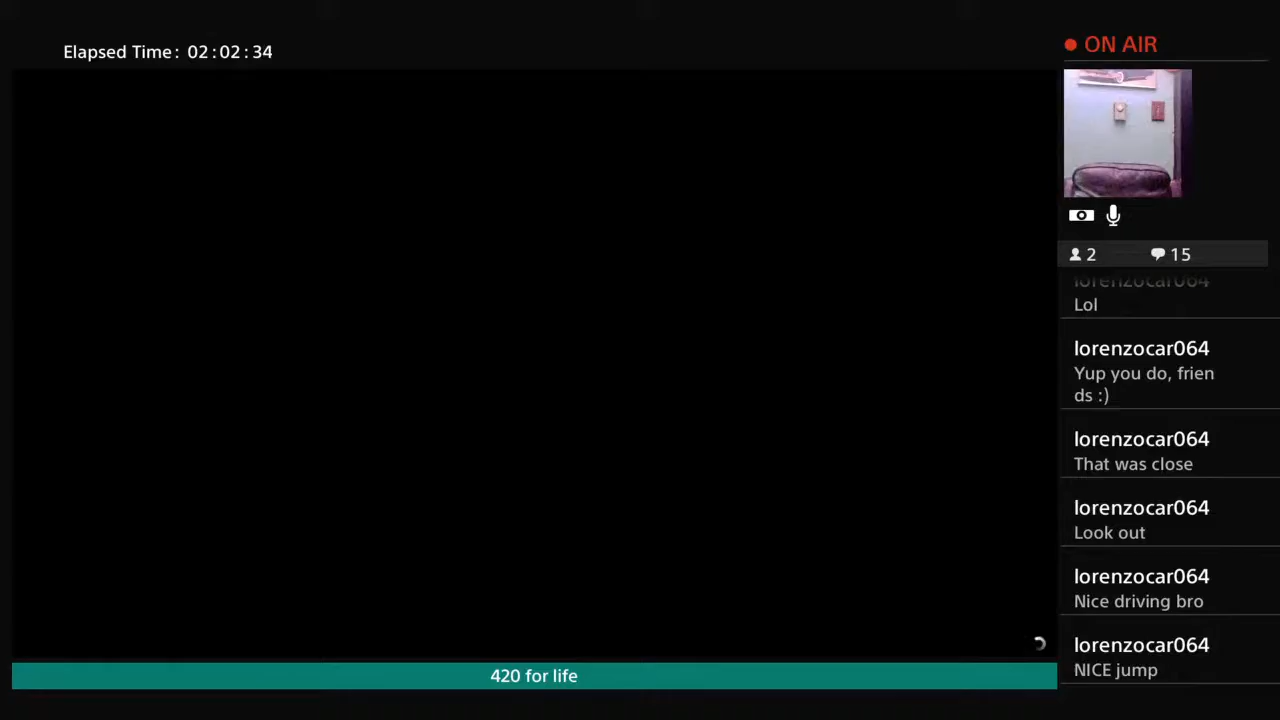 Elapsed Time: 02:02:34
ON AIR
2
15
lorenzocar064
Lol
lorenzocar064
Yup you do, frien
ds :)
lorenzocar064
That was close
lorenzocar064
Look out
lorenzocar064
Nice driving bro
lorenzocar064
NICE jump
420 for life